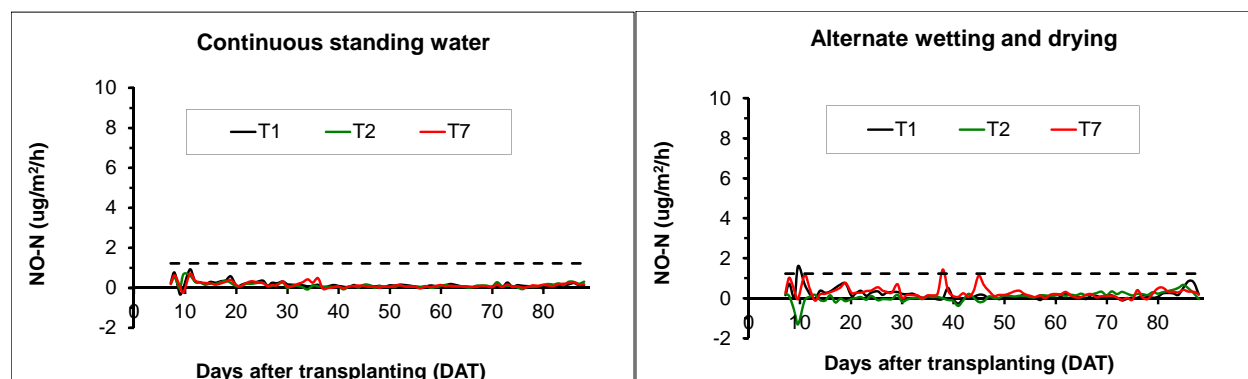 Continuous standing water
10
8
6
4
2
0
-2
NO-N (ug/m²/h)
T1 T2 T7
0 10 20 30 40 50 60 70 80
Days after transplanting (DAT)
Alternate wetting and drying
10
8
6
4
2
0
-2
NO-N (ug/m²/h)
T1 T2 T7
0 10 20 30 40 50 60 70 80
Days after transplanting (DAT)